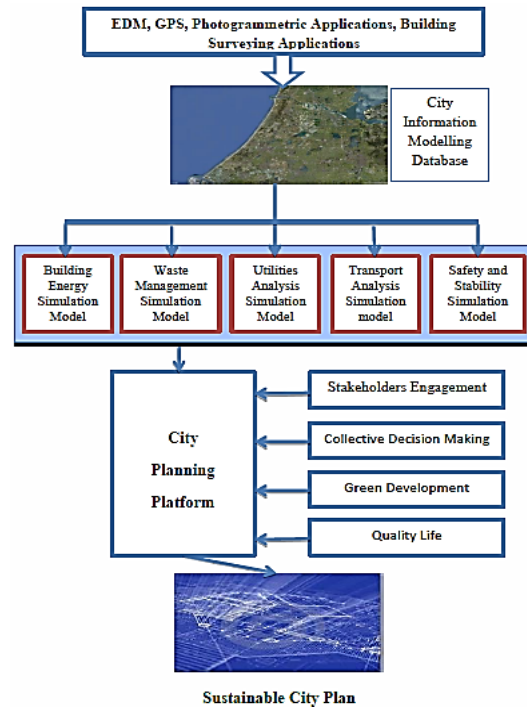 EDM, GPS, Photogrammetric Applications, Building
Surveying Applications
City
Information
Modelling
Database
Building
Energy
Simulation
Model
Waste
Management
Simulation
Model
Utilities
Analysis
Simulation
Model
Transport
Analysis
Simulation
model
Safety and
Stability
Simulation
Model
City
Planning
Platform
Stakeholders Engagement
Collective Decision Making
Green Development
Quality Life
Sustainable City Plan